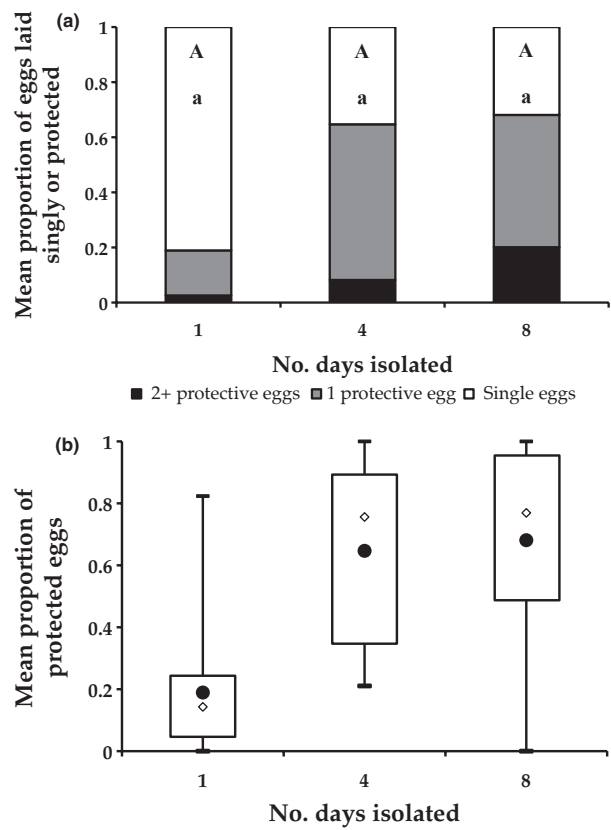 (a)
Mean proportion of eggs laid
singly or protected
1
0.8
0.6
0.4
0.2
0
A A A
a a a
1 4 8
No. days isolated
2+ protective eggs 1 protective egg Single eggs
(b)
Mean proportion of
protected eggs
1
0.8
0.6
0.4
0.2
0
1 4 8
No. days isolated